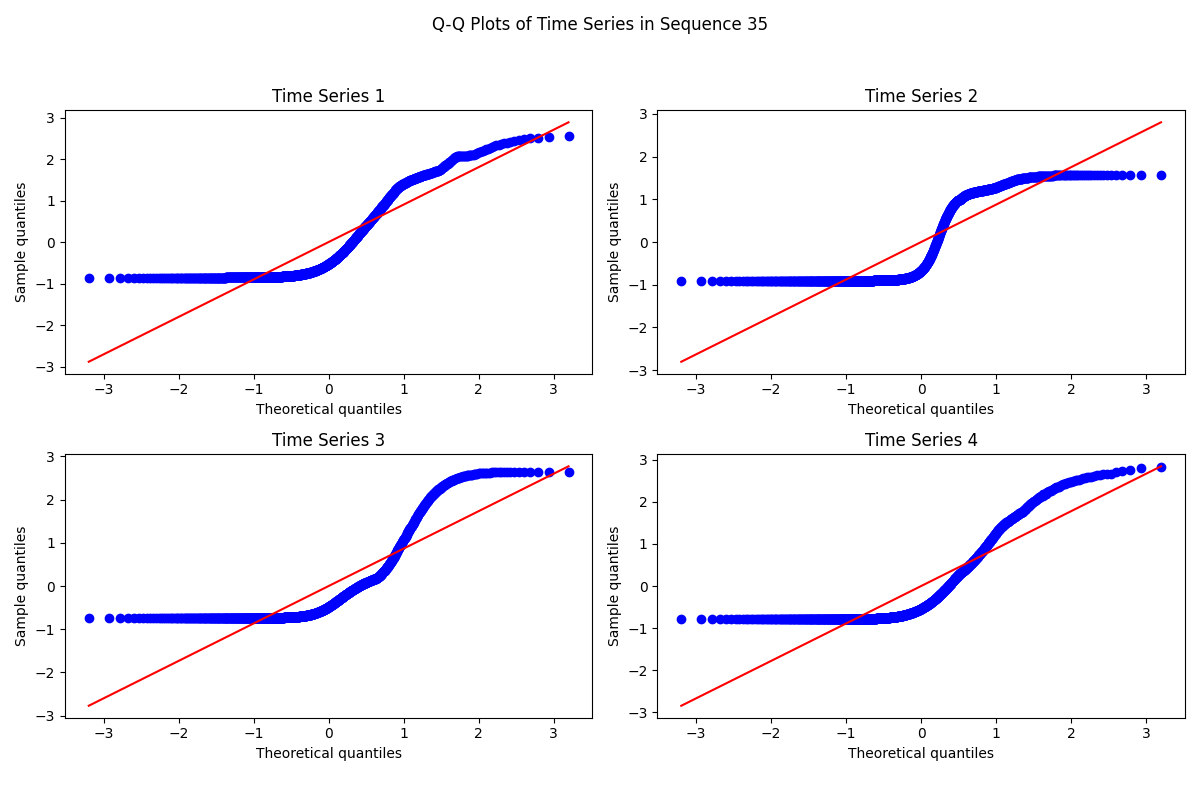 Q-Q Plots of Time Series in Sequence 35
Time Series 1
3
2
1
0
−1
−2
−3
Sample quantiles
−3 −2 −1 0 1 2 3
Theoretical quantiles
Time Series 2
3
2
1
0
−1
−2
−3
Sample quantiles
−3 −2 −1 0 1 2 3
Theoretical quantiles
Time Series 3
3
2
1
0
−1
−2
−3
Sample quantiles
−3 −2 −1 0 1 2 3
Theoretical quantiles
Time Series 4
3
2
1
0
−1
−2
−3
Sample quantiles
−3 −2 −1 0 1 2 3
Theoretical quantiles